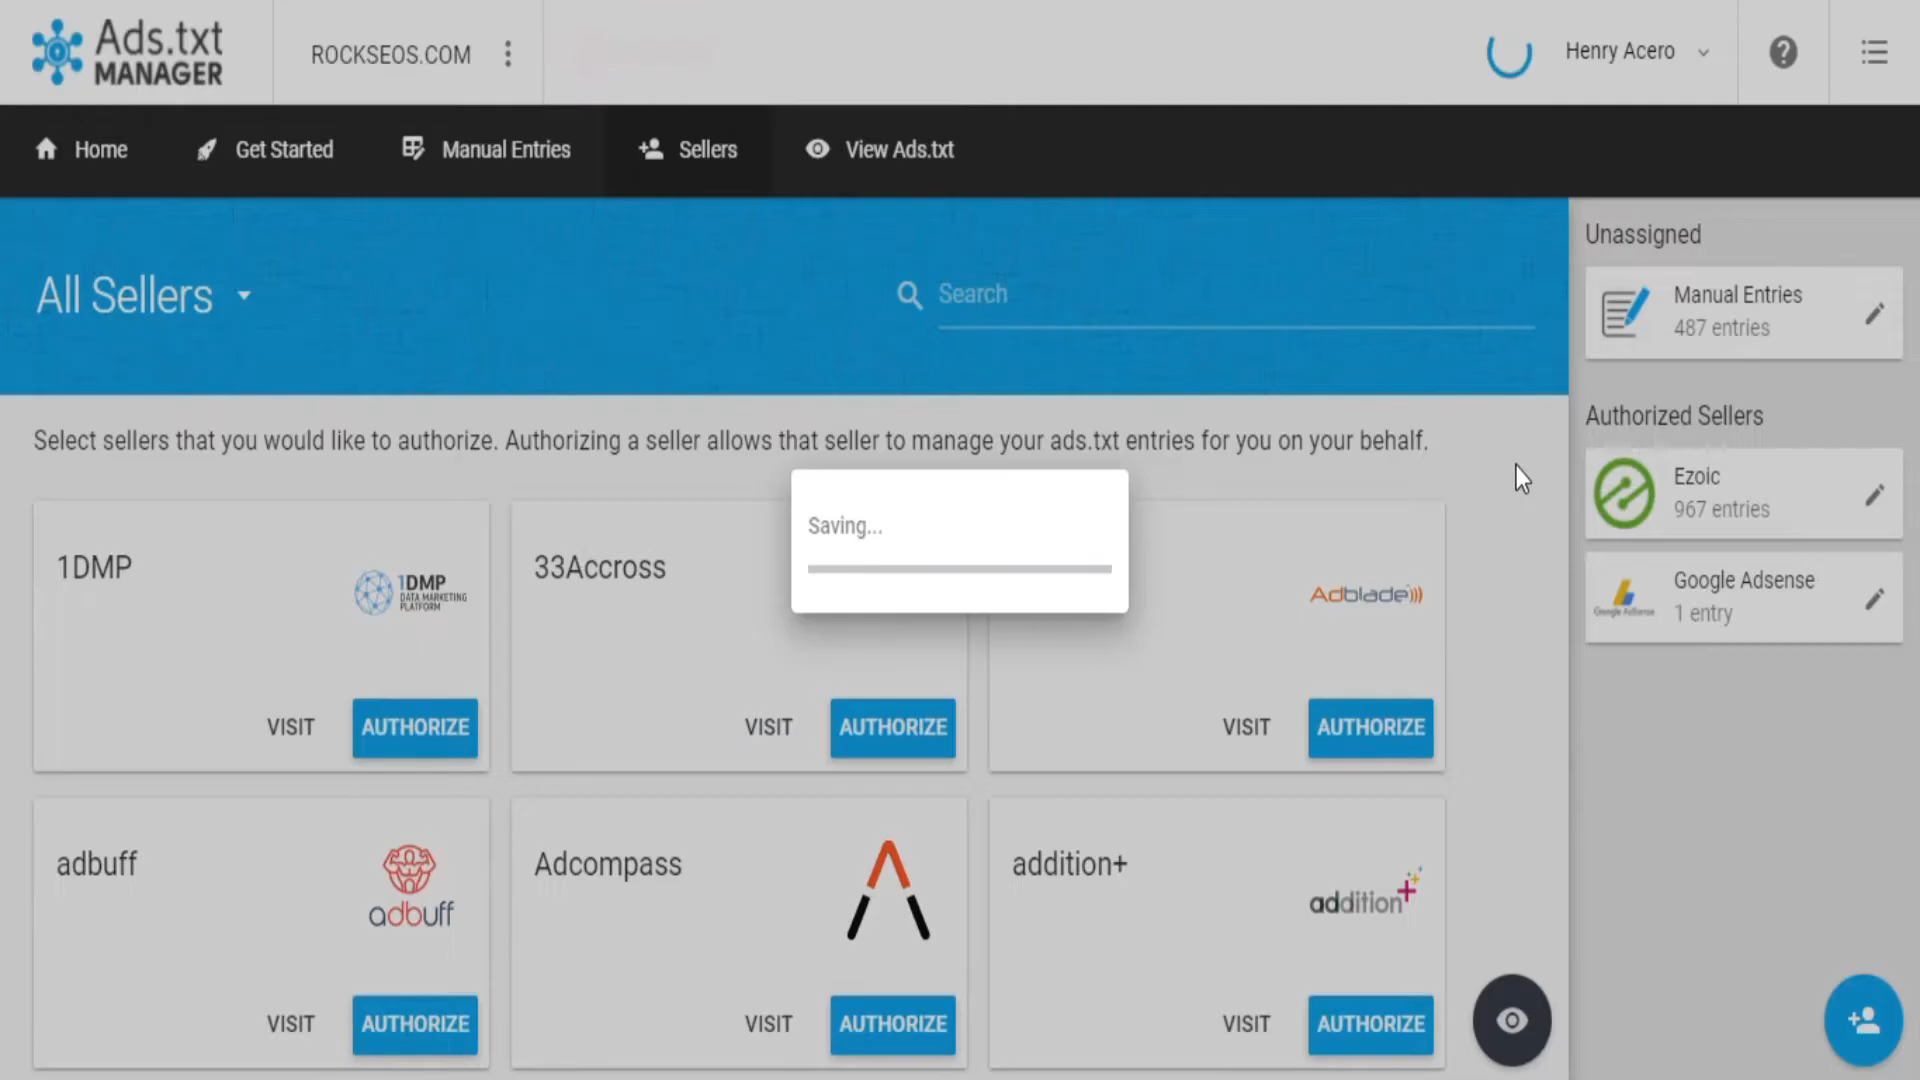 Ads.txt
MANAGER
ROCKSEOS.COM
Henry Acero
Home
Get Started
Manual Entries
Sellers
View Ads.txt
All Sellers
Search
Select sellers that you would like to authorize. Authorizing a seller allows that seller to manage your ads.txt entries for you on your behalf.
Saving...
1DMP
1DMP
DATA MARKETING
PLATFORM
VISIT
AUTHORIZE
33Accross
VISIT
AUTHORIZE
Adblade
VISIT
AUTHORIZE
adbuff
adbuff
VISIT
AUTHORIZE
Adcompass
VISIT
AUTHORIZE
addition+
addition+
VISIT
AUTHORIZE
Unassigned
Manual Entries
487 entries
Authorized Sellers
Ezoic
967 entries
Google AdSense
Google Adsense
1 entry